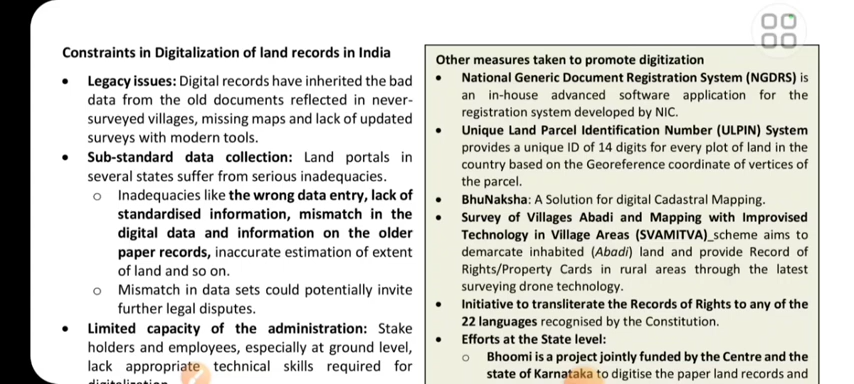 Constraints in Digitalization of land records in India
• Legacy issues: Digital records have inherited the bad
data from the old documents reflected in never-
surveyed villages, missing maps and lack of updated
surveys with modern tools.
• Sub-standard data collection: Land portals in
several states suffer from serious inadequacies.
o Inadequacies like the wrong data entry, lack of
standardised information, mismatch in the
digital data and information on the older
paper records, inaccurate estimation of extent
of land and so on.
o Mismatch in data sets could potentially invite
further legal disputes.
• Limited capacity of the administration: Stake
holders and employees, especially at ground level,
lack appropriate technical skills required for
digitalization
Other measures taken to promote digitization
• National Generic Document Registration System (NGDRS) is
an in-house advanced software application for the
registration system developed by NIC.
• Unique Land Parcel Identification Number (ULPIN) System
provides a unique ID of 14 digits for every plot of land in the
country based on the Georeference coordinate of vertices of
the parcel.
• BhuNaksha: A Solution for digital Cadastral Mapping.
• Survey of Villages Abadi and Mapping with Improvised
Technology in Village Areas (SVAMITVA)_scheme aims to
demarcate inhabited (Abadi) land and provide Record of
Rights/Property Cards in rural areas through the latest
surveying drone technology.
• Initiative to transliterate the Records of Rights to any of the
22 languages recognised by the Constitution.
• Efforts at the State level:
o Bhoomi is a project jointly funded by the Centre and the
state of Karnataka to digitise the paper land records and